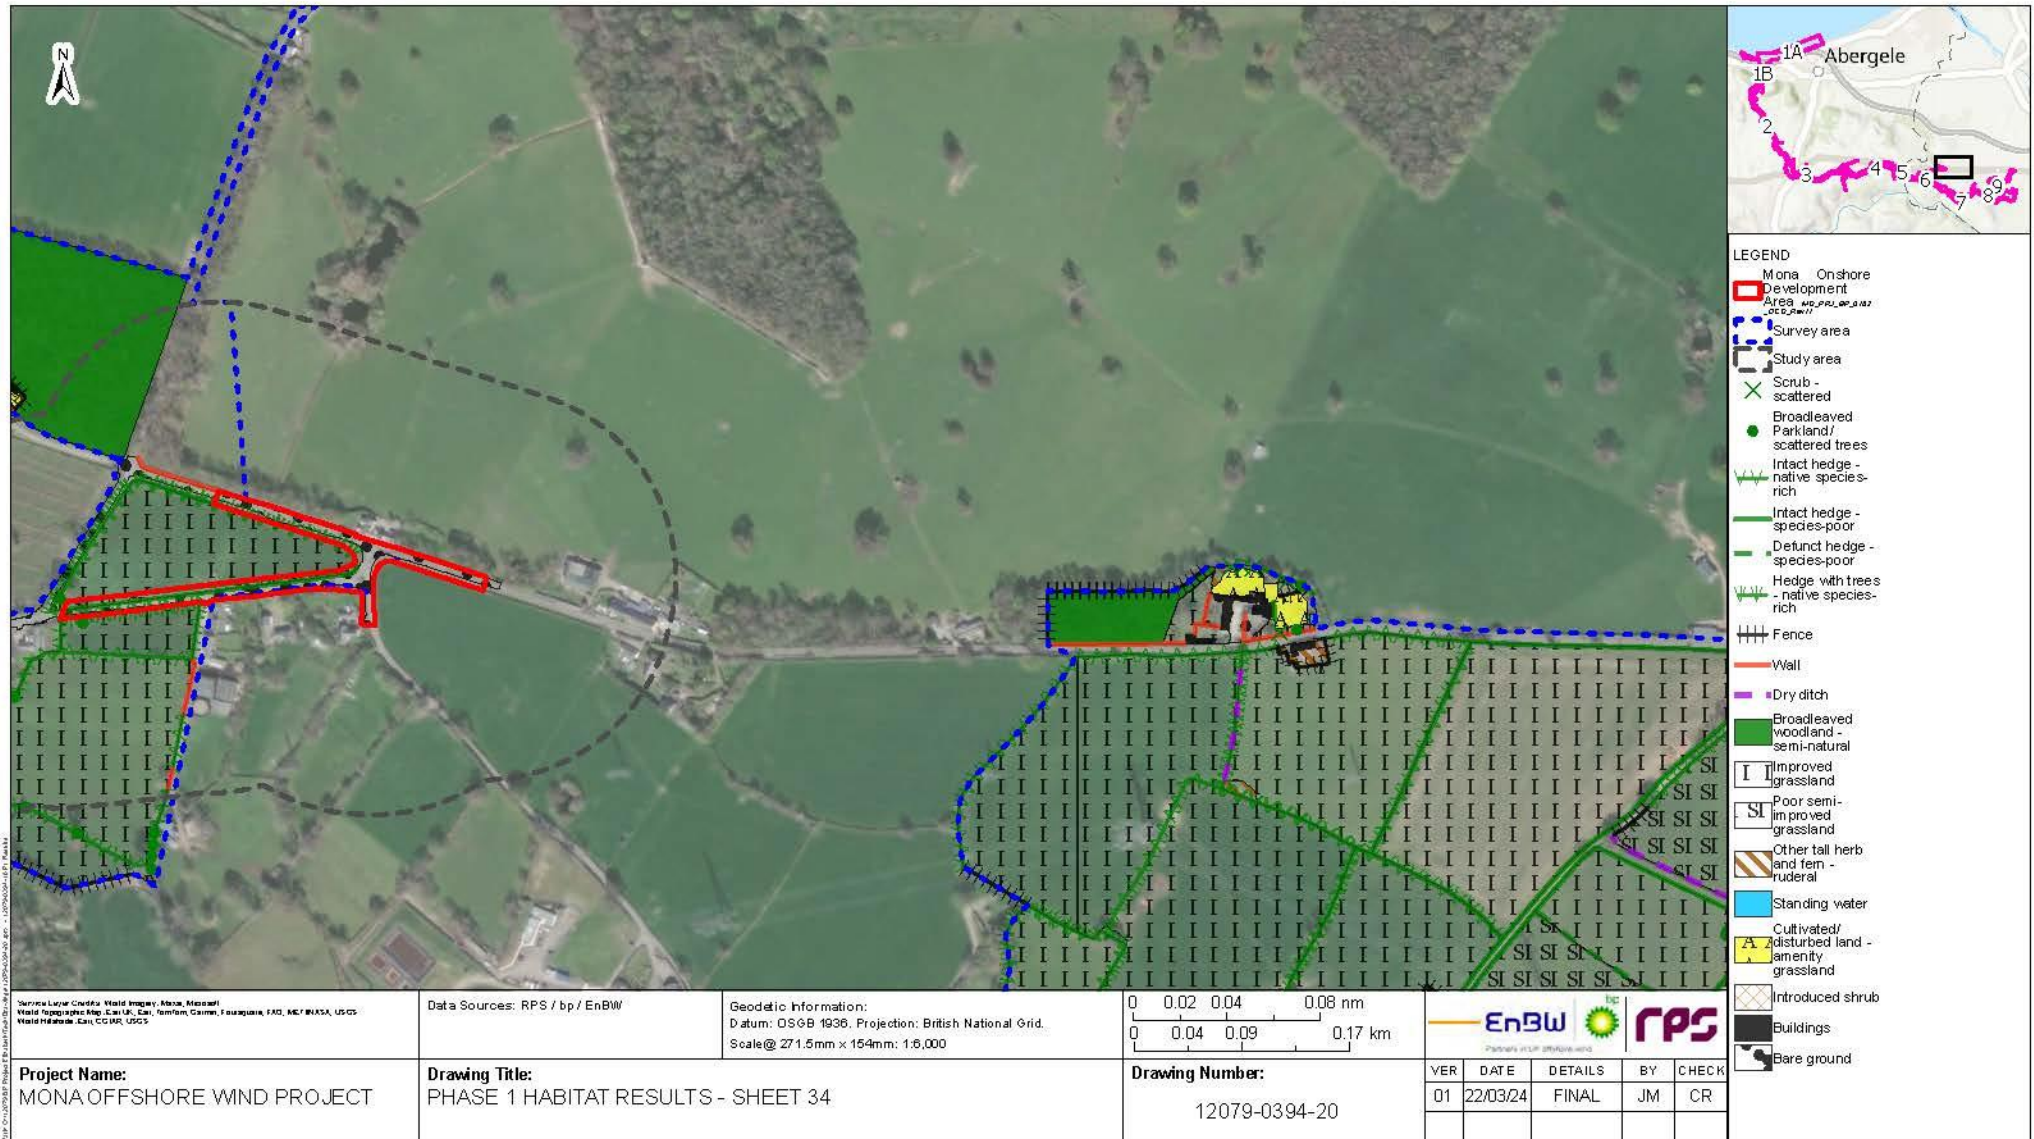 N
1A
Abergele
1B
2
3
4
5
6
7
8
9
LEGEND
Mona Onshore
Development
Area
Survey area
Study area
Scrub -
scattered
Broadleaved
Parkland/
scattered trees
Intact hedge -
native species-
rich
Intact hedge -
species-poor
Defunct hedge -
species-poor
Hedge with trees
- native species-
rich
Fence
Wall
Dry ditch
Broadleaved
woodland -
semi-natural
I I
Improved
grassland
SI
Poor semi-
improved
grassland
Other tall herb
and fern -
ruderal
Standing water
A A
Cultivated/
disturbed land -
amenity
grassland
Introduced shrub
Buildings
Bare ground
Data Sources: RPS / bp / EnBW
Geodetic Information:
Datum: OSGB 1936. Projection: British National Grid.
Scale@ 271.5mm x 154mm: 1:6,000
0 0.02 0.04 0.08 nm
0 0.04 0.09 0.17 km
EnBW bp rps
Project Name:
MONA OFFSHORE WIND PROJECT
Drawing Title:
PHASE 1 HABITAT RESULTS - SHEET 34
Drawing Number:
12079-0394-20
VER DATE DETAILS BY CHECK
01 22/03/24 FINAL JM CR